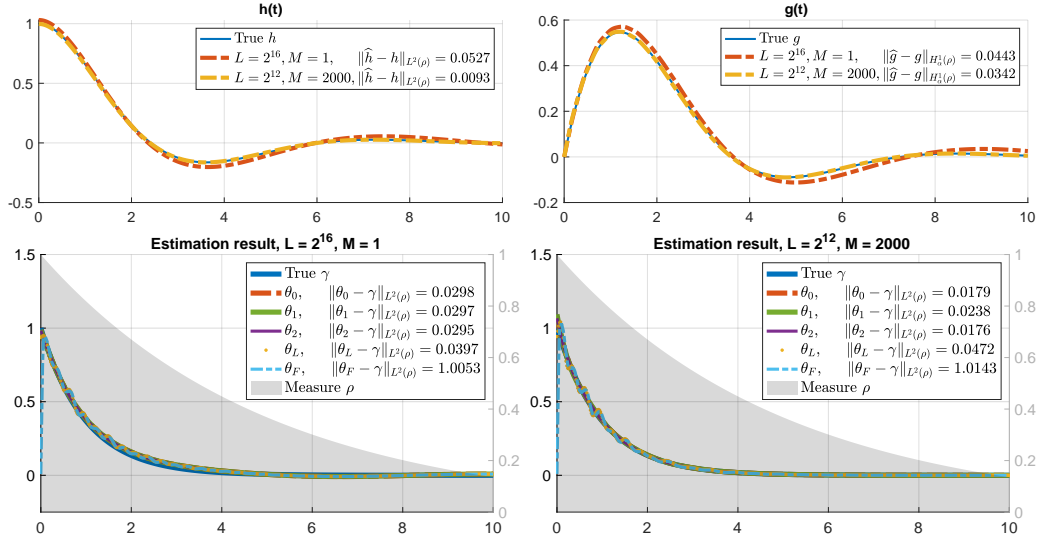 h(t)
True h
L = 2^16, M = 1, ‖ĥ − h‖_{L²(ρ)} = 0.0527
L = 2^12, M = 2000, ‖ĥ − h‖_{L²(ρ)} = 0.0093
1
0.5
0
-0.5
0 2 4 6 8 10
g(t)
True g
L = 2^16, M = 1, ‖ĝ − g‖_{H¹_α(ρ)} = 0.0443
L = 2^12, M = 2000, ‖ĝ − g‖_{H¹_α(ρ)} = 0.0342
0.6
0.4
0.2
0
-0.2
0 2 4 6 8 10
Estimation result, L = 2^16, M = 1
True γ
θ_0, ‖θ_0 − γ‖_{L²(ρ)} = 0.0298
θ_1, ‖θ_1 − γ‖_{L²(ρ)} = 0.0297
θ_2, ‖θ_2 − γ‖_{L²(ρ)} = 0.0295
θ_L, ‖θ_L − γ‖_{L²(ρ)} = 0.0397
θ_F, ‖θ_F − γ‖_{L²(ρ)} = 1.0053
Measure ρ
1.5
1
0.5
0
1
0.8
0.6
0.4
0.2
0
0 2 4 6 8 10
Estimation result, L = 2^12, M = 2000
True γ
θ_0, ‖θ_0 − γ‖_{L²(ρ)} = 0.0179
θ_1, ‖θ_1 − γ‖_{L²(ρ)} = 0.0238
θ_2, ‖θ_2 − γ‖_{L²(ρ)} = 0.0176
θ_L, ‖θ_L − γ‖_{L²(ρ)} = 0.0472
θ_F, ‖θ_F − γ‖_{L²(ρ)} = 1.0143
Measure ρ
1.5
1
0.5
0
1
0.8
0.6
0.4
0.2
0
0 2 4 6 8 10